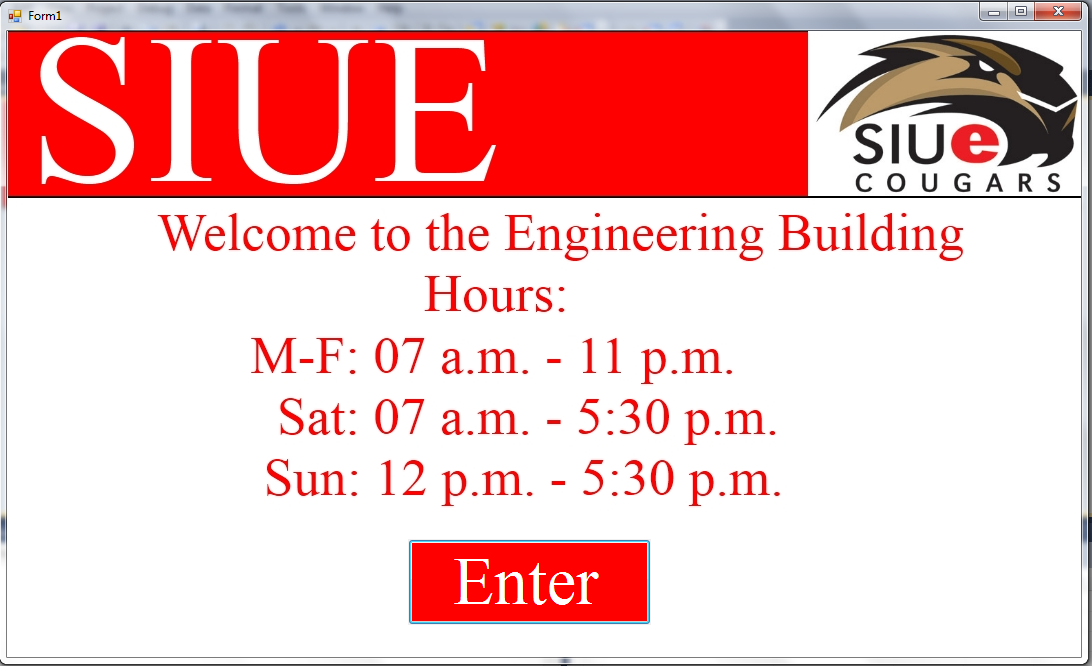 Form1
SIUE
SIUe
COUGARS
Welcome to the Engineering Building
Hours:
M-F: 07 a.m. - 11 p.m.
Sat: 07 a.m. - 5:30 p.m.
Sun: 12 p.m. - 5:30 p.m.
Enter